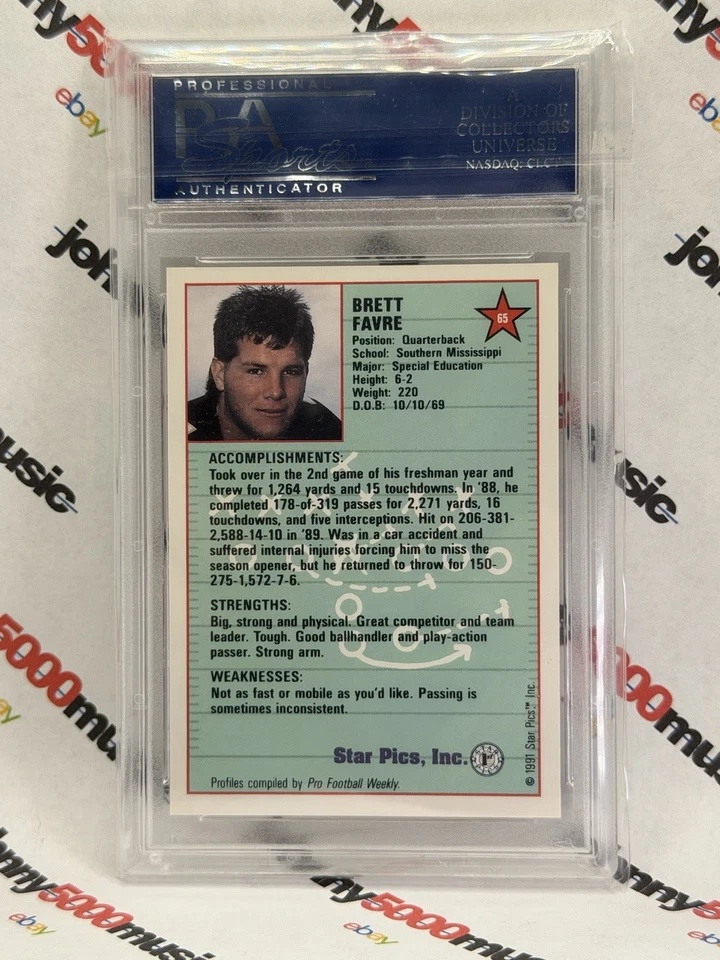 johnny5000music
ebay
PROFESSIONAL
PSA
Sports
AUTHENTICATOR
A
DIVISION OF
COLLECTORS
UNIVERSE
NASDAQ: CLCT
BRETT
FAVRE
65
Position: Quarterback
School: Southern Mississippi
Major: Special Education
Height: 6-2
Weight: 220
D.O.B: 10/10/69
ACCOMPLISHMENTS:
Took over in the 2nd game of his freshman year and
threw for 1,264 yards and 15 touchdowns. In '88, he
completed 178-of-319 passes for 2,271 yards, 16
touchdowns, and five interceptions. Hit on 206-381-
2,588-14-10 in '89. Was in a car accident and
suffered internal injuries forcing him to miss the
season opener, but he returned to throw for 150-
275-1,572-7-6.
STRENGTHS:
Big, strong and physical. Great competitor and team
leader. Tough. Good ballhandler and play-action
passer. Strong arm.
WEAKNESSES:
Not as fast or mobile as you'd like. Passing is
sometimes inconsistent.
Star Pics, Inc.
Profiles compiled by Pro Football Weekly.
© 1991 Star Pics™ Inc.
johnny5000music
ebay